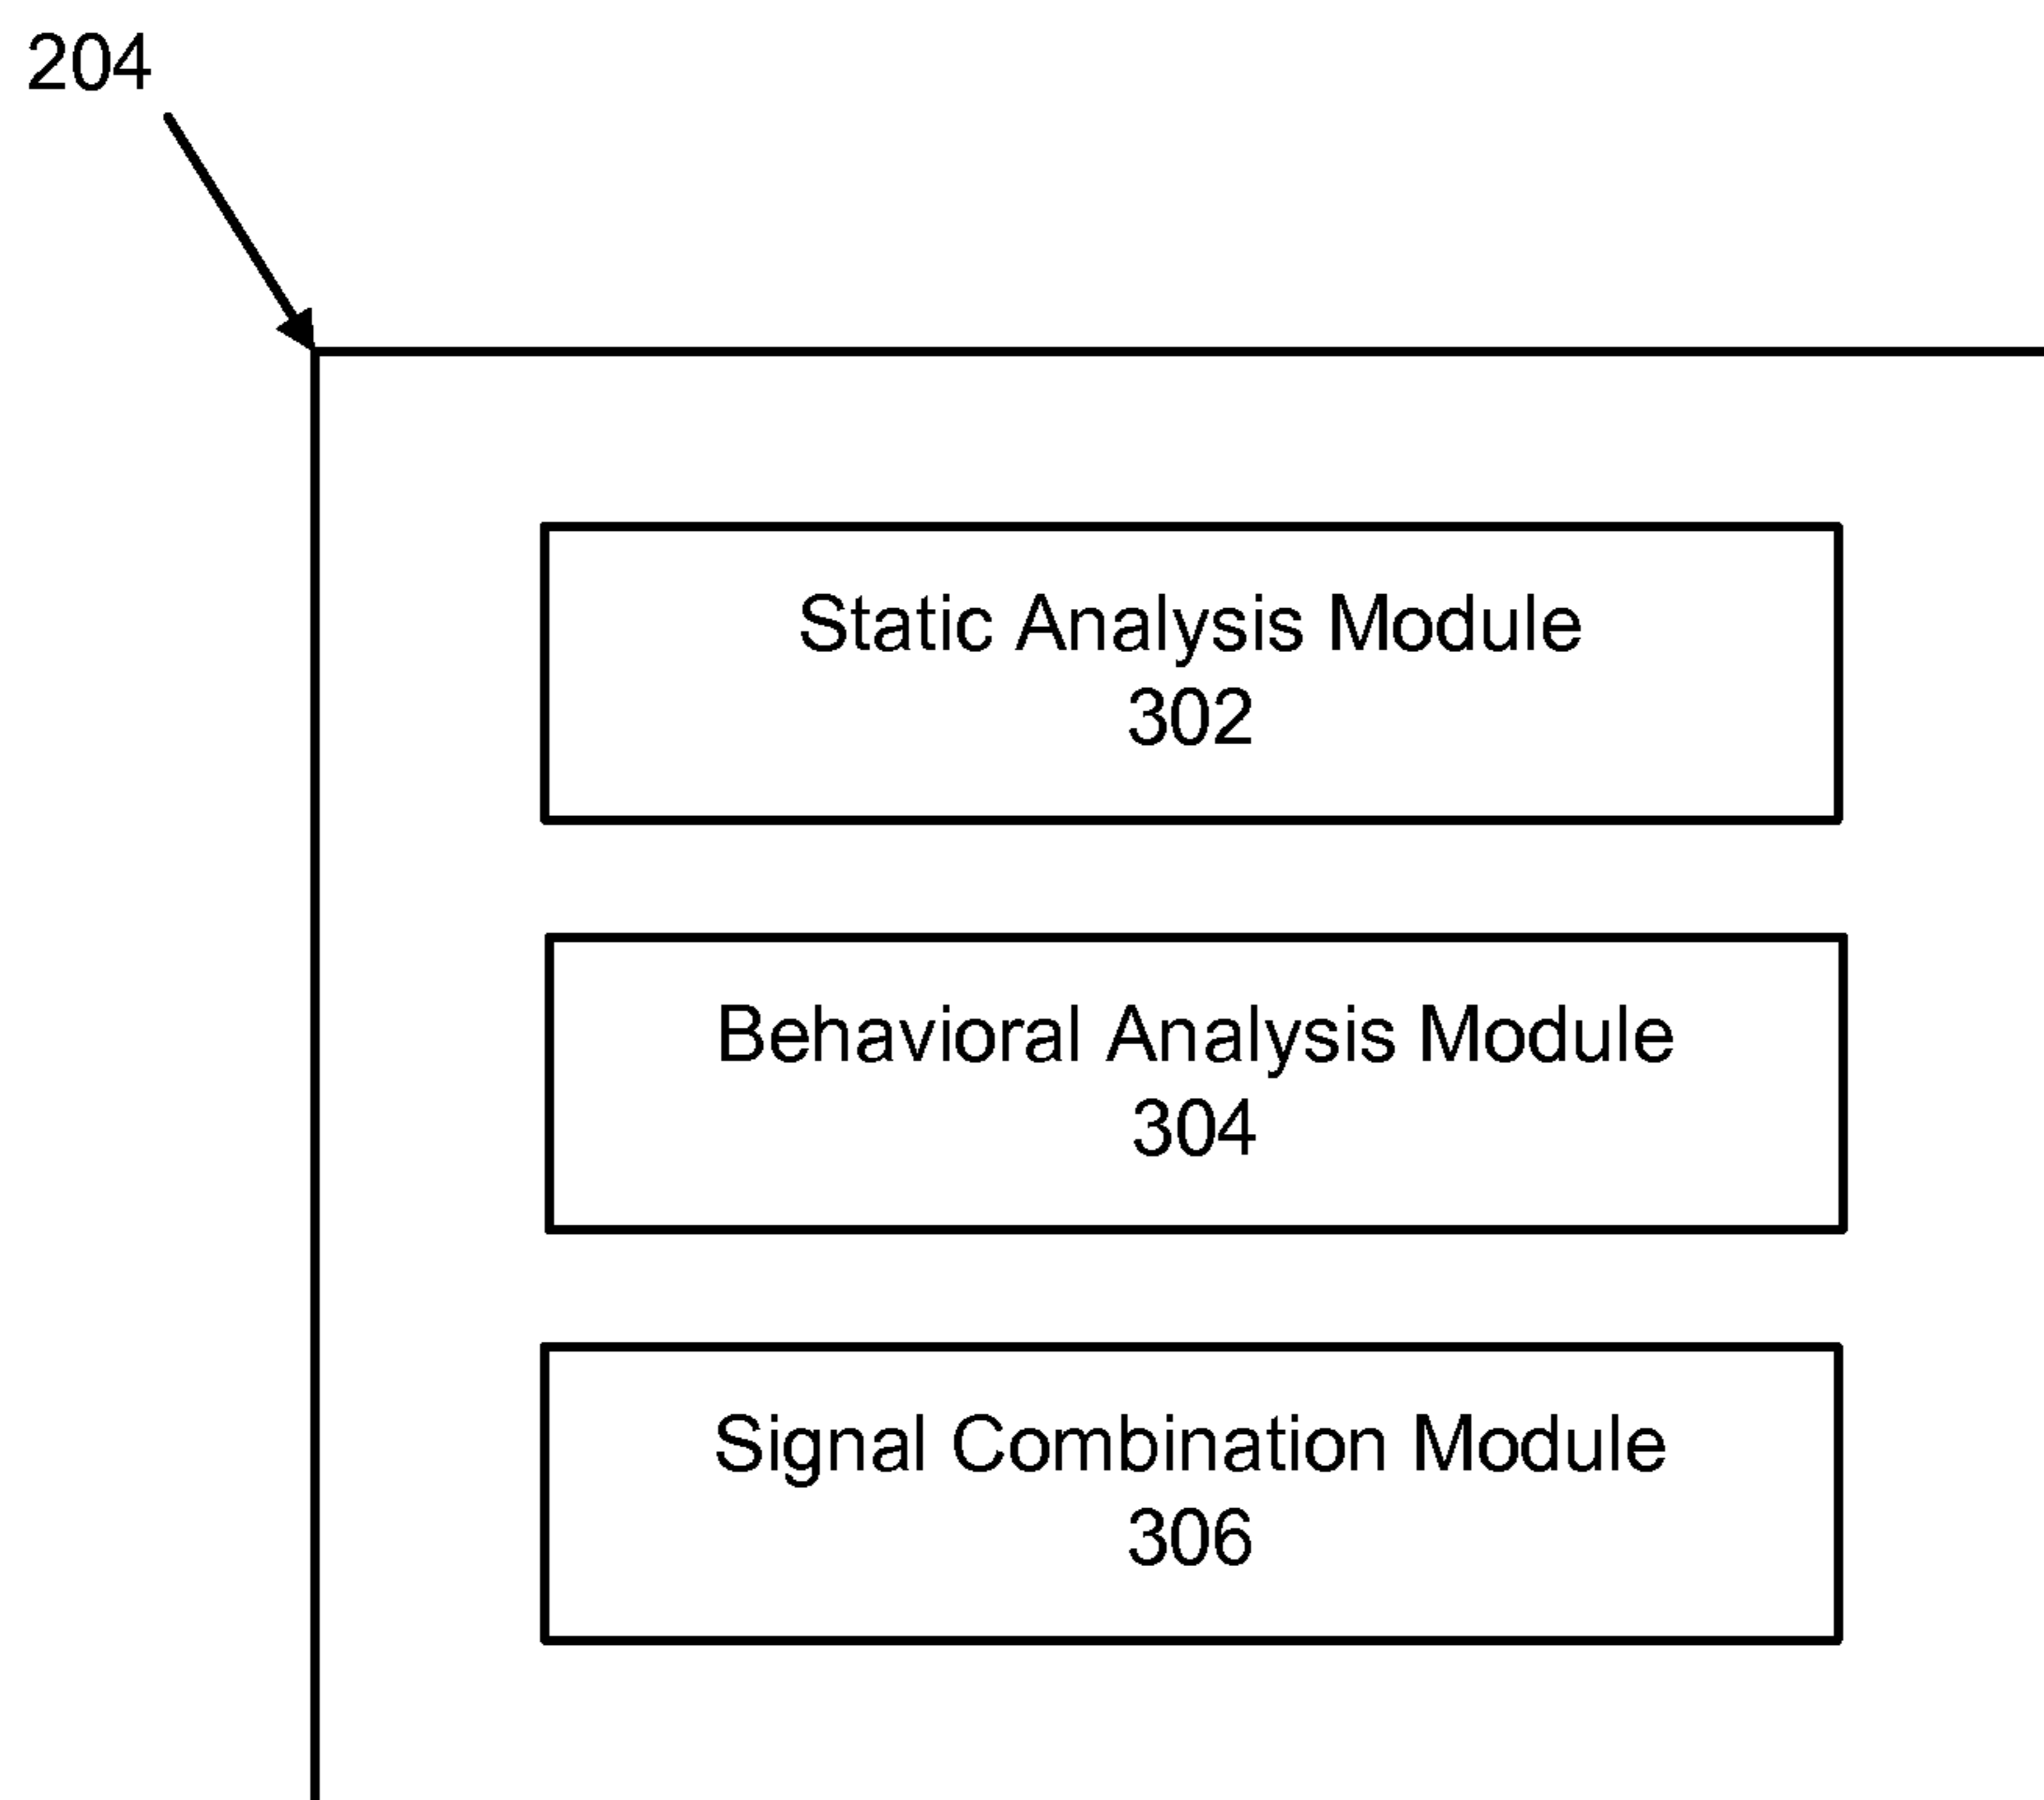 204
Static Analysis Module
302
Behavioral Analysis Module
304
Signal Combination Module
306